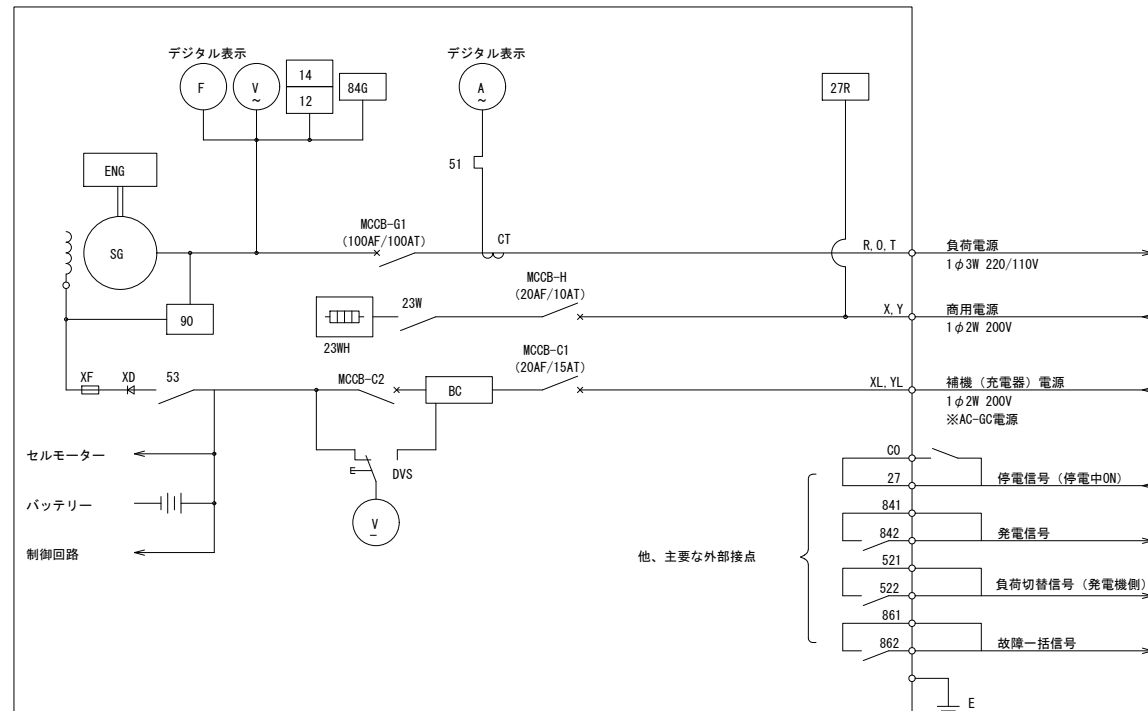 デジタル表示
デジタル表示
F
V
~
14
12
84G
A
~
27R
51
ENG
SG
MCCB-G1
(100AF/100AT)
CT
R,O,T
負荷電源
1φ3W 220/110V
90
23WH
23W
MCCB-H
(20AF/10AT)
X,Y
商用電源
1φ2W 200V
XF
XD
53
MCCB-C2
BC
MCCB-C1
(20AF/15AT)
XL,YL
補機（充電器）電源
1φ2W 200V
※AC-GC電源
セルモーター
バッテリー
制御回路
E
DVS
V
他、主要な外部接点
CO
27
停電信号（停電中ON）
841
842
発電信号
521
522
負荷切替信号（発電機側）
861
862
故障一括信号
E